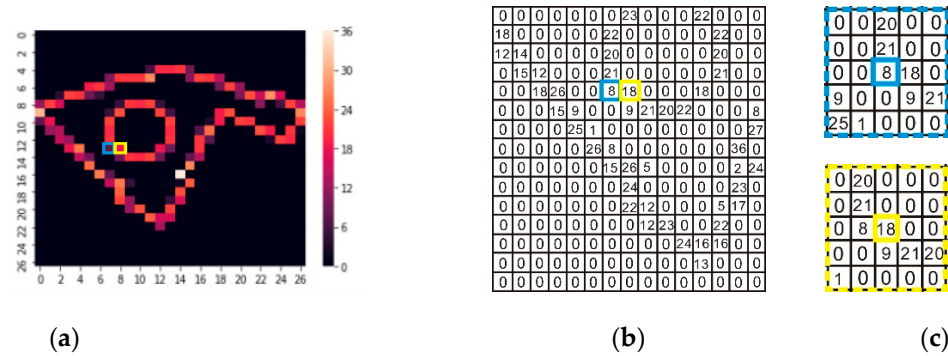 0
2
4
6
8
10
12
14
16
18
20
22
24
26
0 2 4 6 8 10 12 14 16 18 20 22 24 26
36
30
24
18
12
6
0
0 0 0 0 0 0 0 23 0 0 0 22 0 0 0
18 0 0 0 0 0 22 0 0 0 0 0 22 0 0
12 14 0 0 0 0 20 0 0 0 0 0 20 0 0
0 15 12 0 0 0 21 0 0 0 0 0 21 0 0
0 0 18 26 0 0 8 18 0 0 0 18 0 0 0
0 0 0 15 9 0 0 9 21 20 22 0 0 0 8
0 0 0 0 25 1 0 0 0 0 0 0 0 0 27
0 0 0 0 0 26 8 0 0 0 0 0 0 36 0
0 0 0 0 0 0 15 26 5 0 0 0 0 2 24
0 0 0 0 0 0 0 24 0 0 0 0 0 23 0
0 0 0 0 0 0 0 22 12 0 0 0 5 17 0
0 0 0 0 0 0 0 0 12 23 0 0 22 0 0
0 0 0 0 0 0 0 0 0 0 24 16 16 0 0
0 0 0 0 0 0 0 0 0 0 0 13 0 0 0
0 0 0 0 0 0 0 0 0 0 0 0 0 0 0
0 0 20 0 0
0 0 21 0 0
0 0 8 18 0
9 0 0 9 21
25 1 0 0 0
0 20 0 0 0
0 21 0 0 0
0 8 18 0 0
0 0 9 21 20
1 0 0 0 0
(a)
(b)
(c)